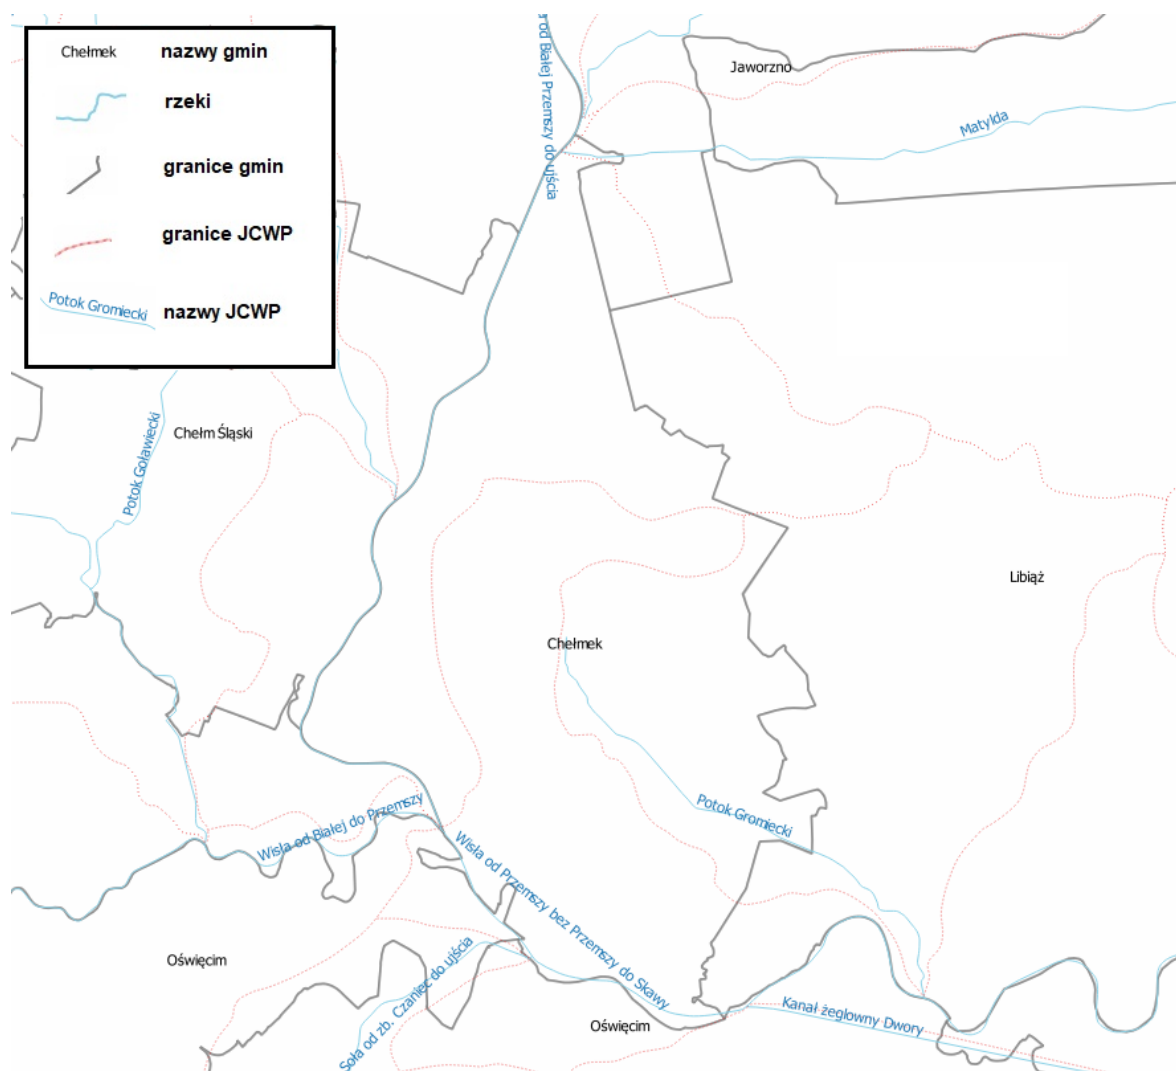 Chełmek nazwy gmin
rzeki
granice gmin
granice JCWP
Potok Gromiecki nazwy JCWP
od Białej Przemszy do ujścia
Jaworzno
Matylda
Potok Goławiecki
Chełm Śląski
Libiąż
Chełmek
Potok Gromiecki
Wisła od Białej do Przemszy
Wisła od Przemszy bez Przemszy do Skawy
Oświęcim
Soła od zb. Czaniec do ujścia
Oświęcim
Kanał żeglowny Dwory